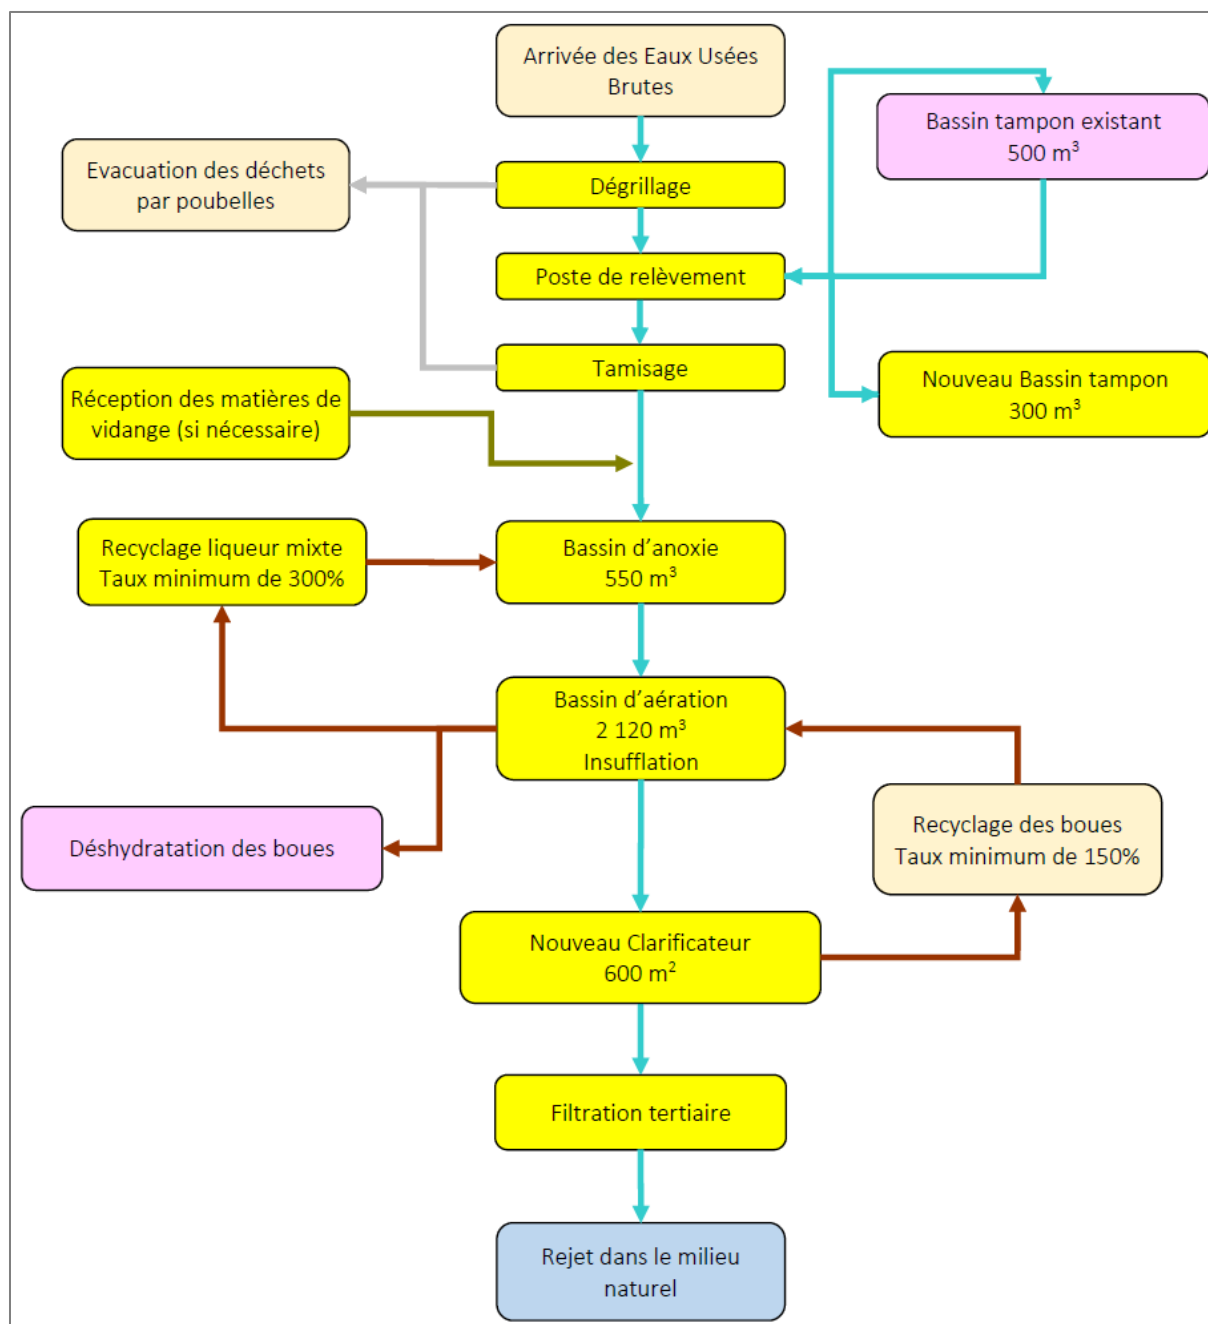 Arrivée des Eaux Usées
Brutes
Bassin tampon existant
500 m³
Evacuation des déchets
par poubelles
Dégrillage
Poste de relèvement
Tamisage
Nouveau Bassin tampon
300 m³
Réception des matières de
vidange (si nécessaire)
Recyclage liqueur mixte
Taux minimum de 300%
Bassin d’anoxie
550 m³
Bassin d’aération
2 120 m³
Insufflation
Déshydratation des boues
Recyclage des boues
Taux minimum de 150%
Nouveau Clarificateur
600 m²
Filtration tertiaire
Rejet dans le milieu
naturel